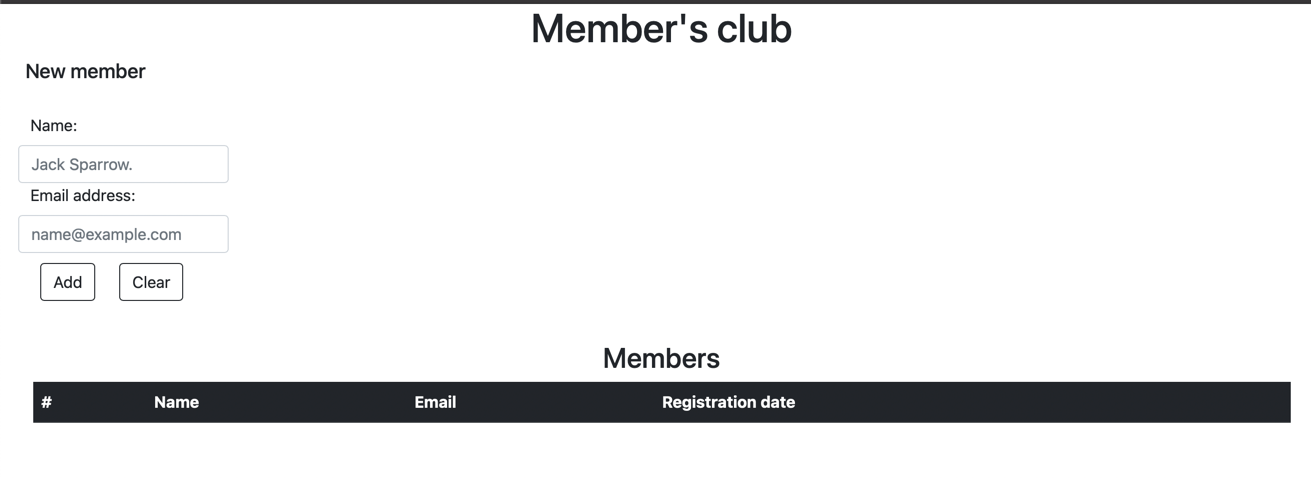 Member's club
New member
Name:
Jack Sparrow.
Email address:
name@example.com
Add Clear
Members
# Name Email Registration date